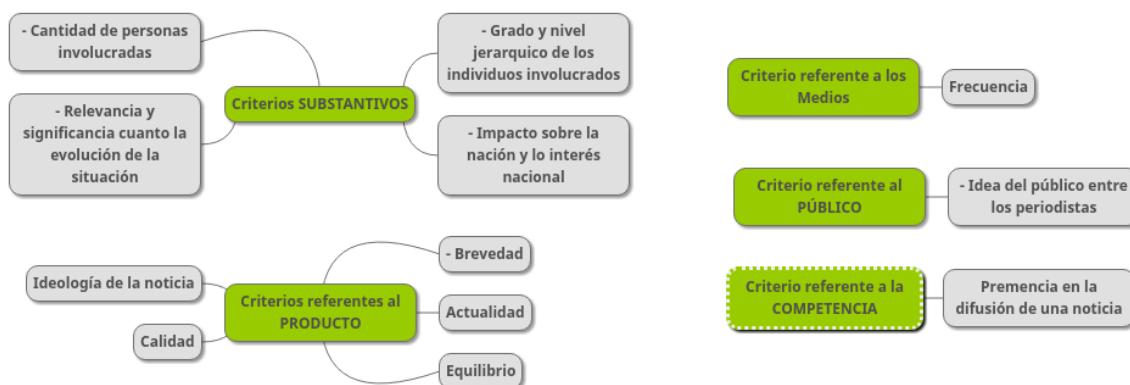 - Cantidad de personas
involucradas
- Grado y nivel
jerarquico de los
individuos involucrados
Criterios SUBSTANTIVOS
- Relevancia y
significancia cuanto la
evolución de la
situación
- Impacto sobre la
nación y lo interés
nacional
Ideología de la noticia
Calidad
Criterios referentes al
PRODUCTO
- Brevedad
Actualidad
Equilibrio
Criterio referente a los
Medios
Frecuencia
Criterio referente al
PÚBLICO
- Idea del público entre
los periodistas
Criterio referente a la
COMPETENCIA
Premencia en la
difusión de una noticia